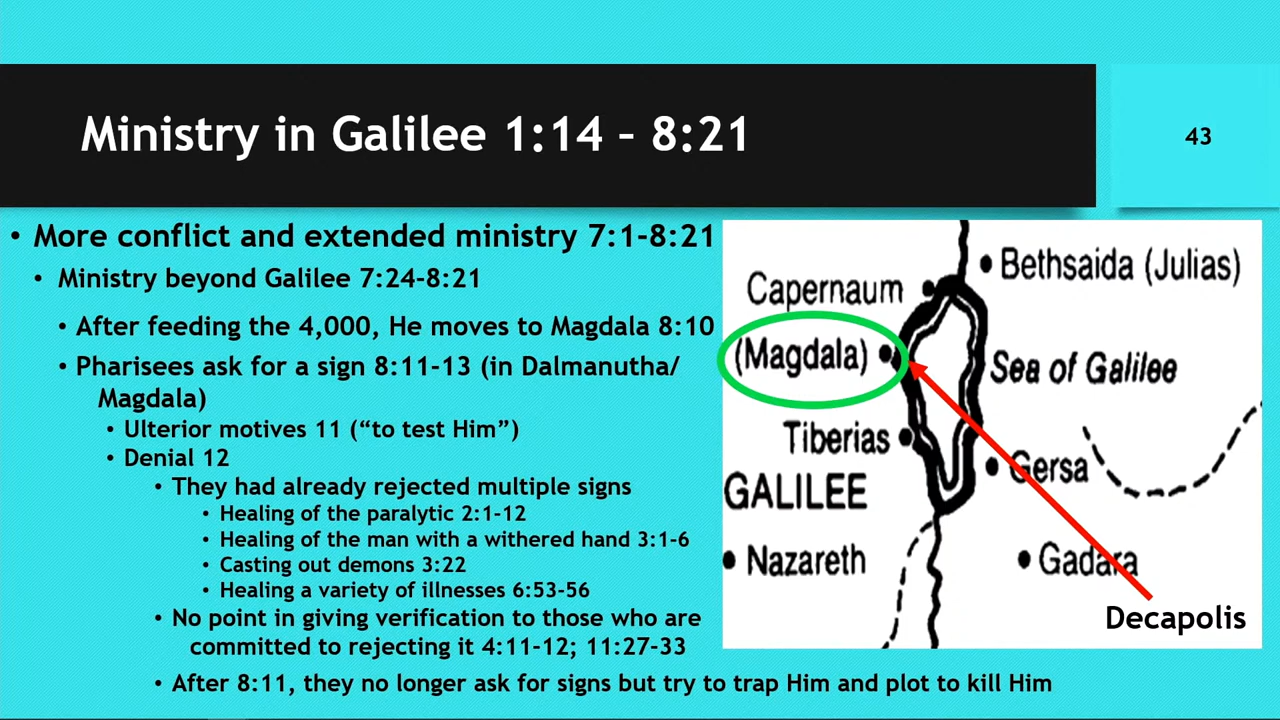 Ministry in Galilee 1:14 – 8:21
43
• More conflict and extended ministry 7:1-8:21
• Ministry beyond Galilee 7:24-8:21
• After feeding the 4,000, He moves to Magdala 8:10
• Pharisees ask for a sign 8:11-13 (in Dalmanutha/
Magdala)
• Ulterior motives 11 (“to test Him”)
• Denial 12
• They had already rejected multiple signs
• Healing of the paralytic 2:1-12
• Healing of the man with a withered hand 3:1-6
• Casting out demons 3:22
• Healing a variety of illnesses 6:53-56
• No point in giving verification to those who are
committed to rejecting it 4:11-12; 11:27-33
• After 8:11, they no longer ask for signs but try to trap Him and plot to kill Him
Bethsaida (Julias)
Capernaum
(Magdala)
Sea of Galilee
Tiberias
Gersa
GALILEE
Nazareth
Gadara
Decapolis